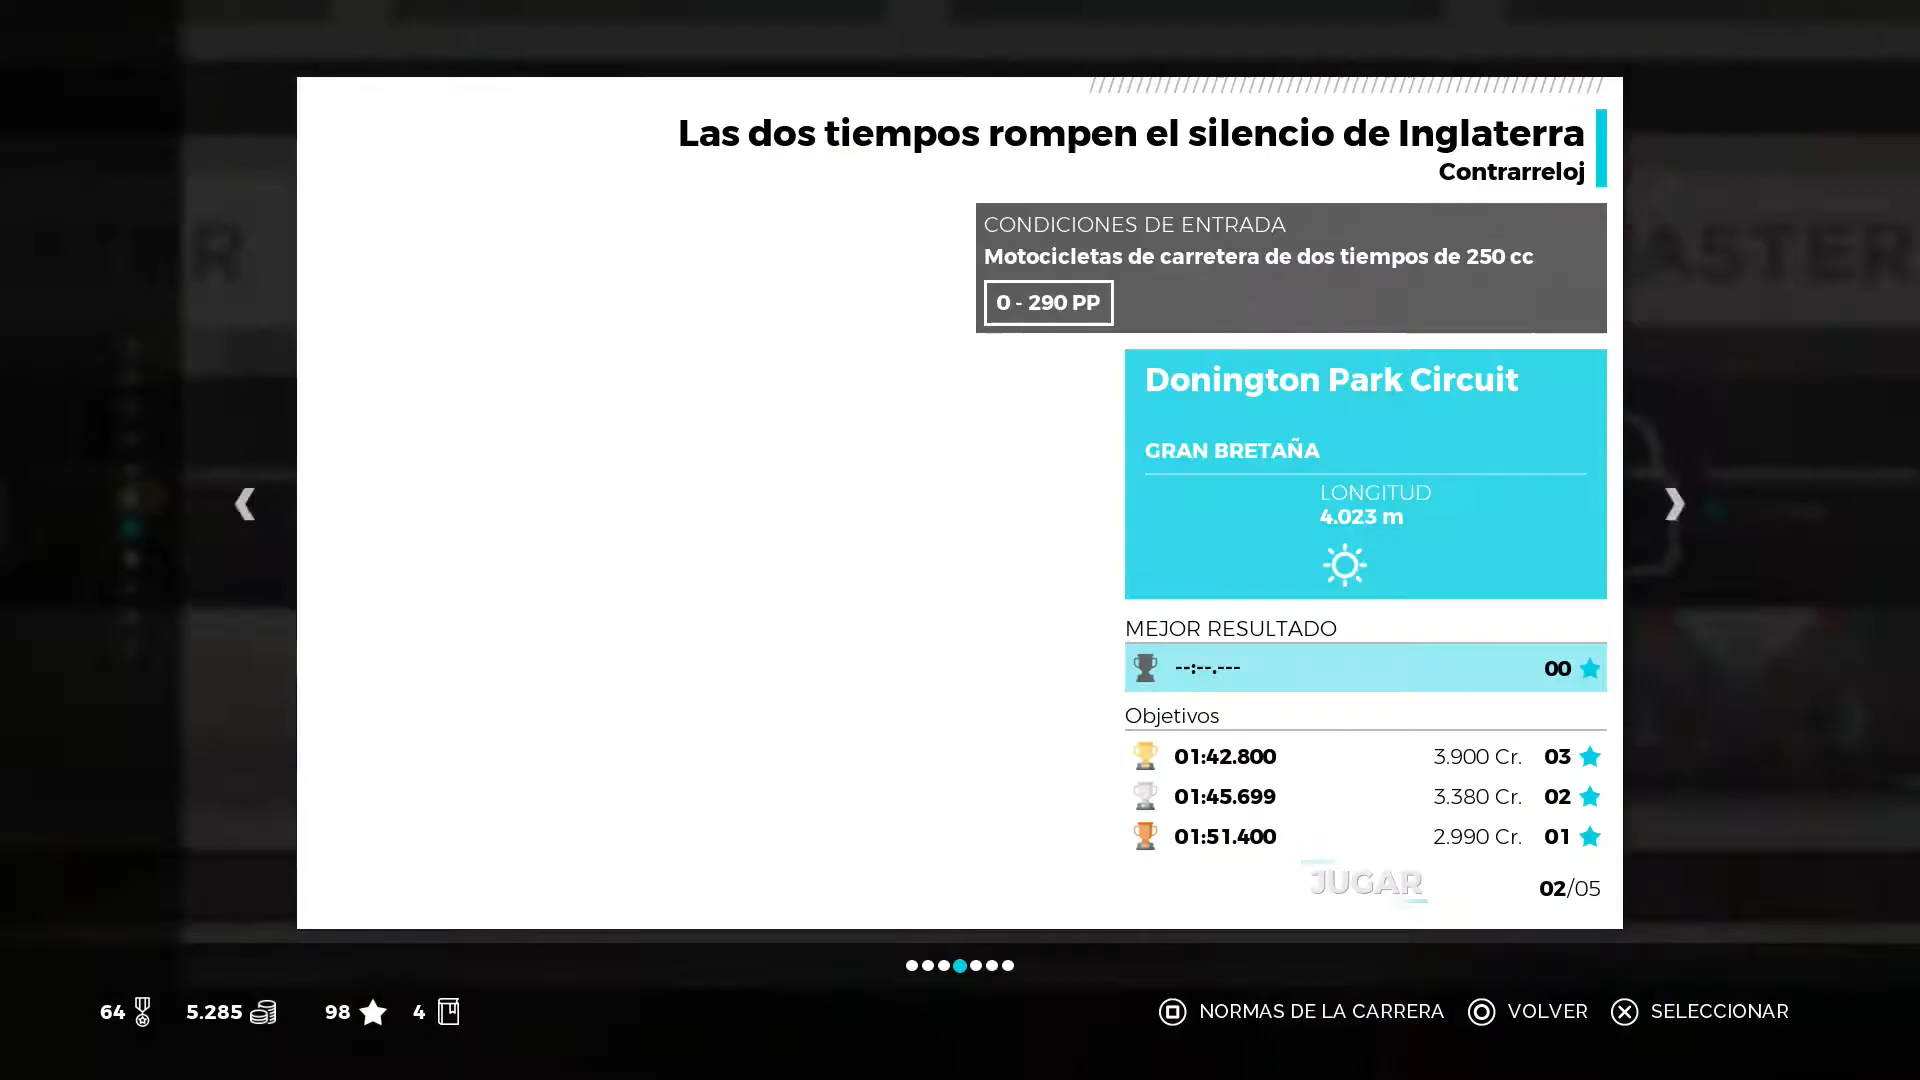 Las dos tiempos rompen el silencio de Inglaterra
Contrarreloj
CONDICIONES DE ENTRADA
Motocicletas de carretera de dos tiempos de 250 cc
0 - 290 PP
Donington Park Circuit
GRAN BRETAÑA
LONGITUD
4.023 m
MEJOR RESULTADO
--:--.--- 00
Objetivos
01:42.800 3.900 Cr. 03
01:45.699 3.380 Cr. 02
01:51.400 2.990 Cr. 01
JUGAR
02/05
64 5.285 98 4
NORMAS DE LA CARRERA VOLVER SELECCIONAR